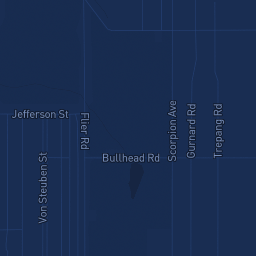 Jefferson St
Flier Rd
Scorpion Ave
Gurnard Rd
Trepang Rd
Bullhead Rd
Von Steuben St